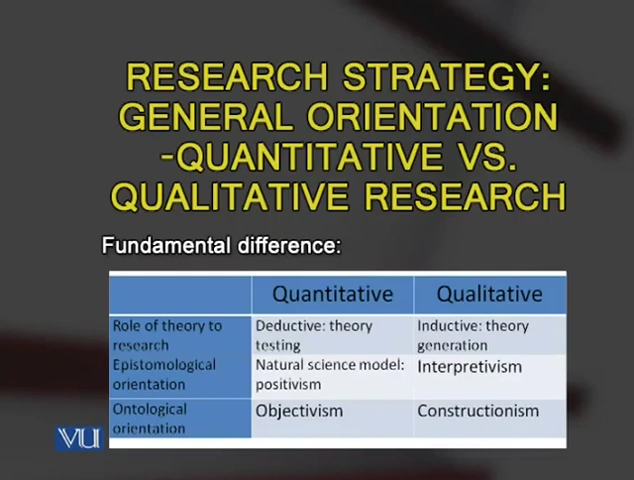 RESEARCH STRATEGY:
GENERAL ORIENTATION
-QUANTITATIVE VS.
QUALITATIVE RESEARCH
Fundamental difference:
Quantitative Qualitative
Role of theory to research Deductive: theory testing Inductive: theory generation
Epistomological orientation Natural science model: positivism Interpretivism
Ontological orientation Objectivism Constructionism
VU